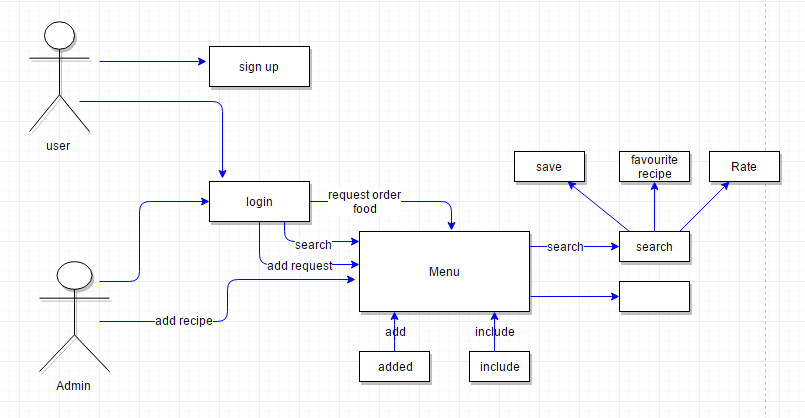 sign up
user
save
favourite
recipe
Rate
login
request order
food
search
add request
Menu
search
search
add recipe
add
include
added
include
Admin